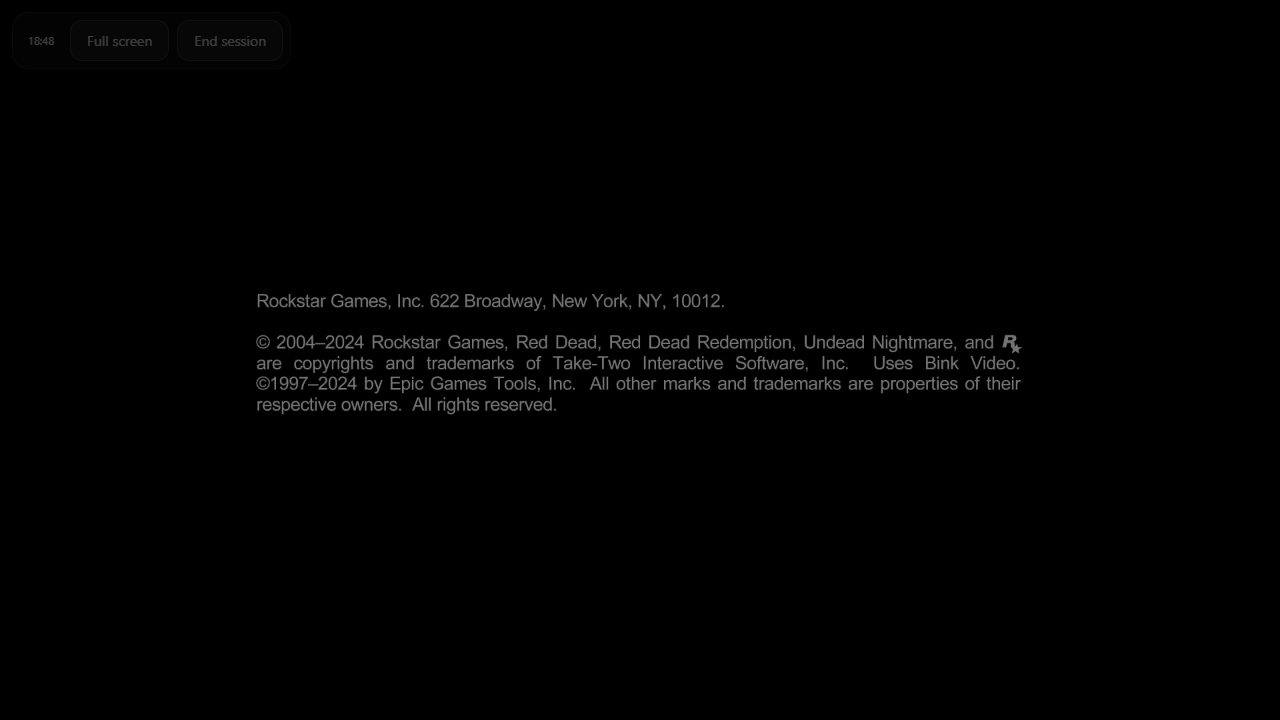 18:48 Full screen End session
Rockstar Games, Inc. 622 Broadway, New York, NY, 10012.
© 2004–2024 Rockstar Games, Red Dead, Red Dead Redemption, Undead Nightmare, and R★
are copyrights and trademarks of Take-Two Interactive Software, Inc. Uses Bink Video.
©1997–2024 by Epic Games Tools, Inc. All other marks and trademarks are properties of their
respective owners. All rights reserved.